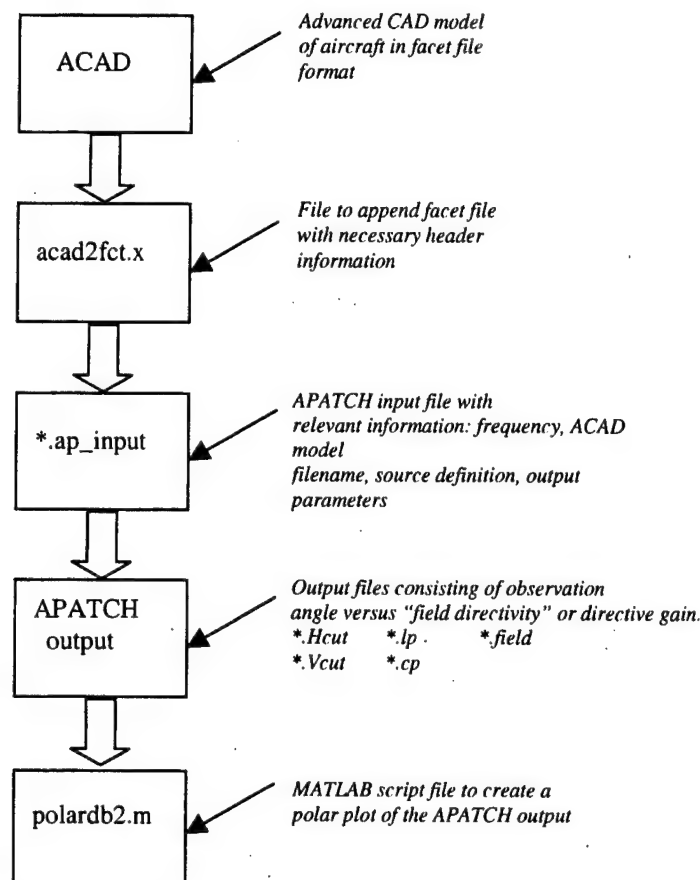 ACAD
Advanced CAD model
of aircraft in facet file
format
acad2fct.x
File to append facet file
with necessary header
information
*.ap_input
APATCH input file with
relevant information: frequency, ACAD
model
filename, source definition, output
parameters
APATCH
output
Output files consisting of observation
angle versus "field directivity" or directive gain.
*.Hcut *.lp *.field
*.Vcut *.cp
polardb2.m
MATLAB script file to create a
polar plot of the APATCH output